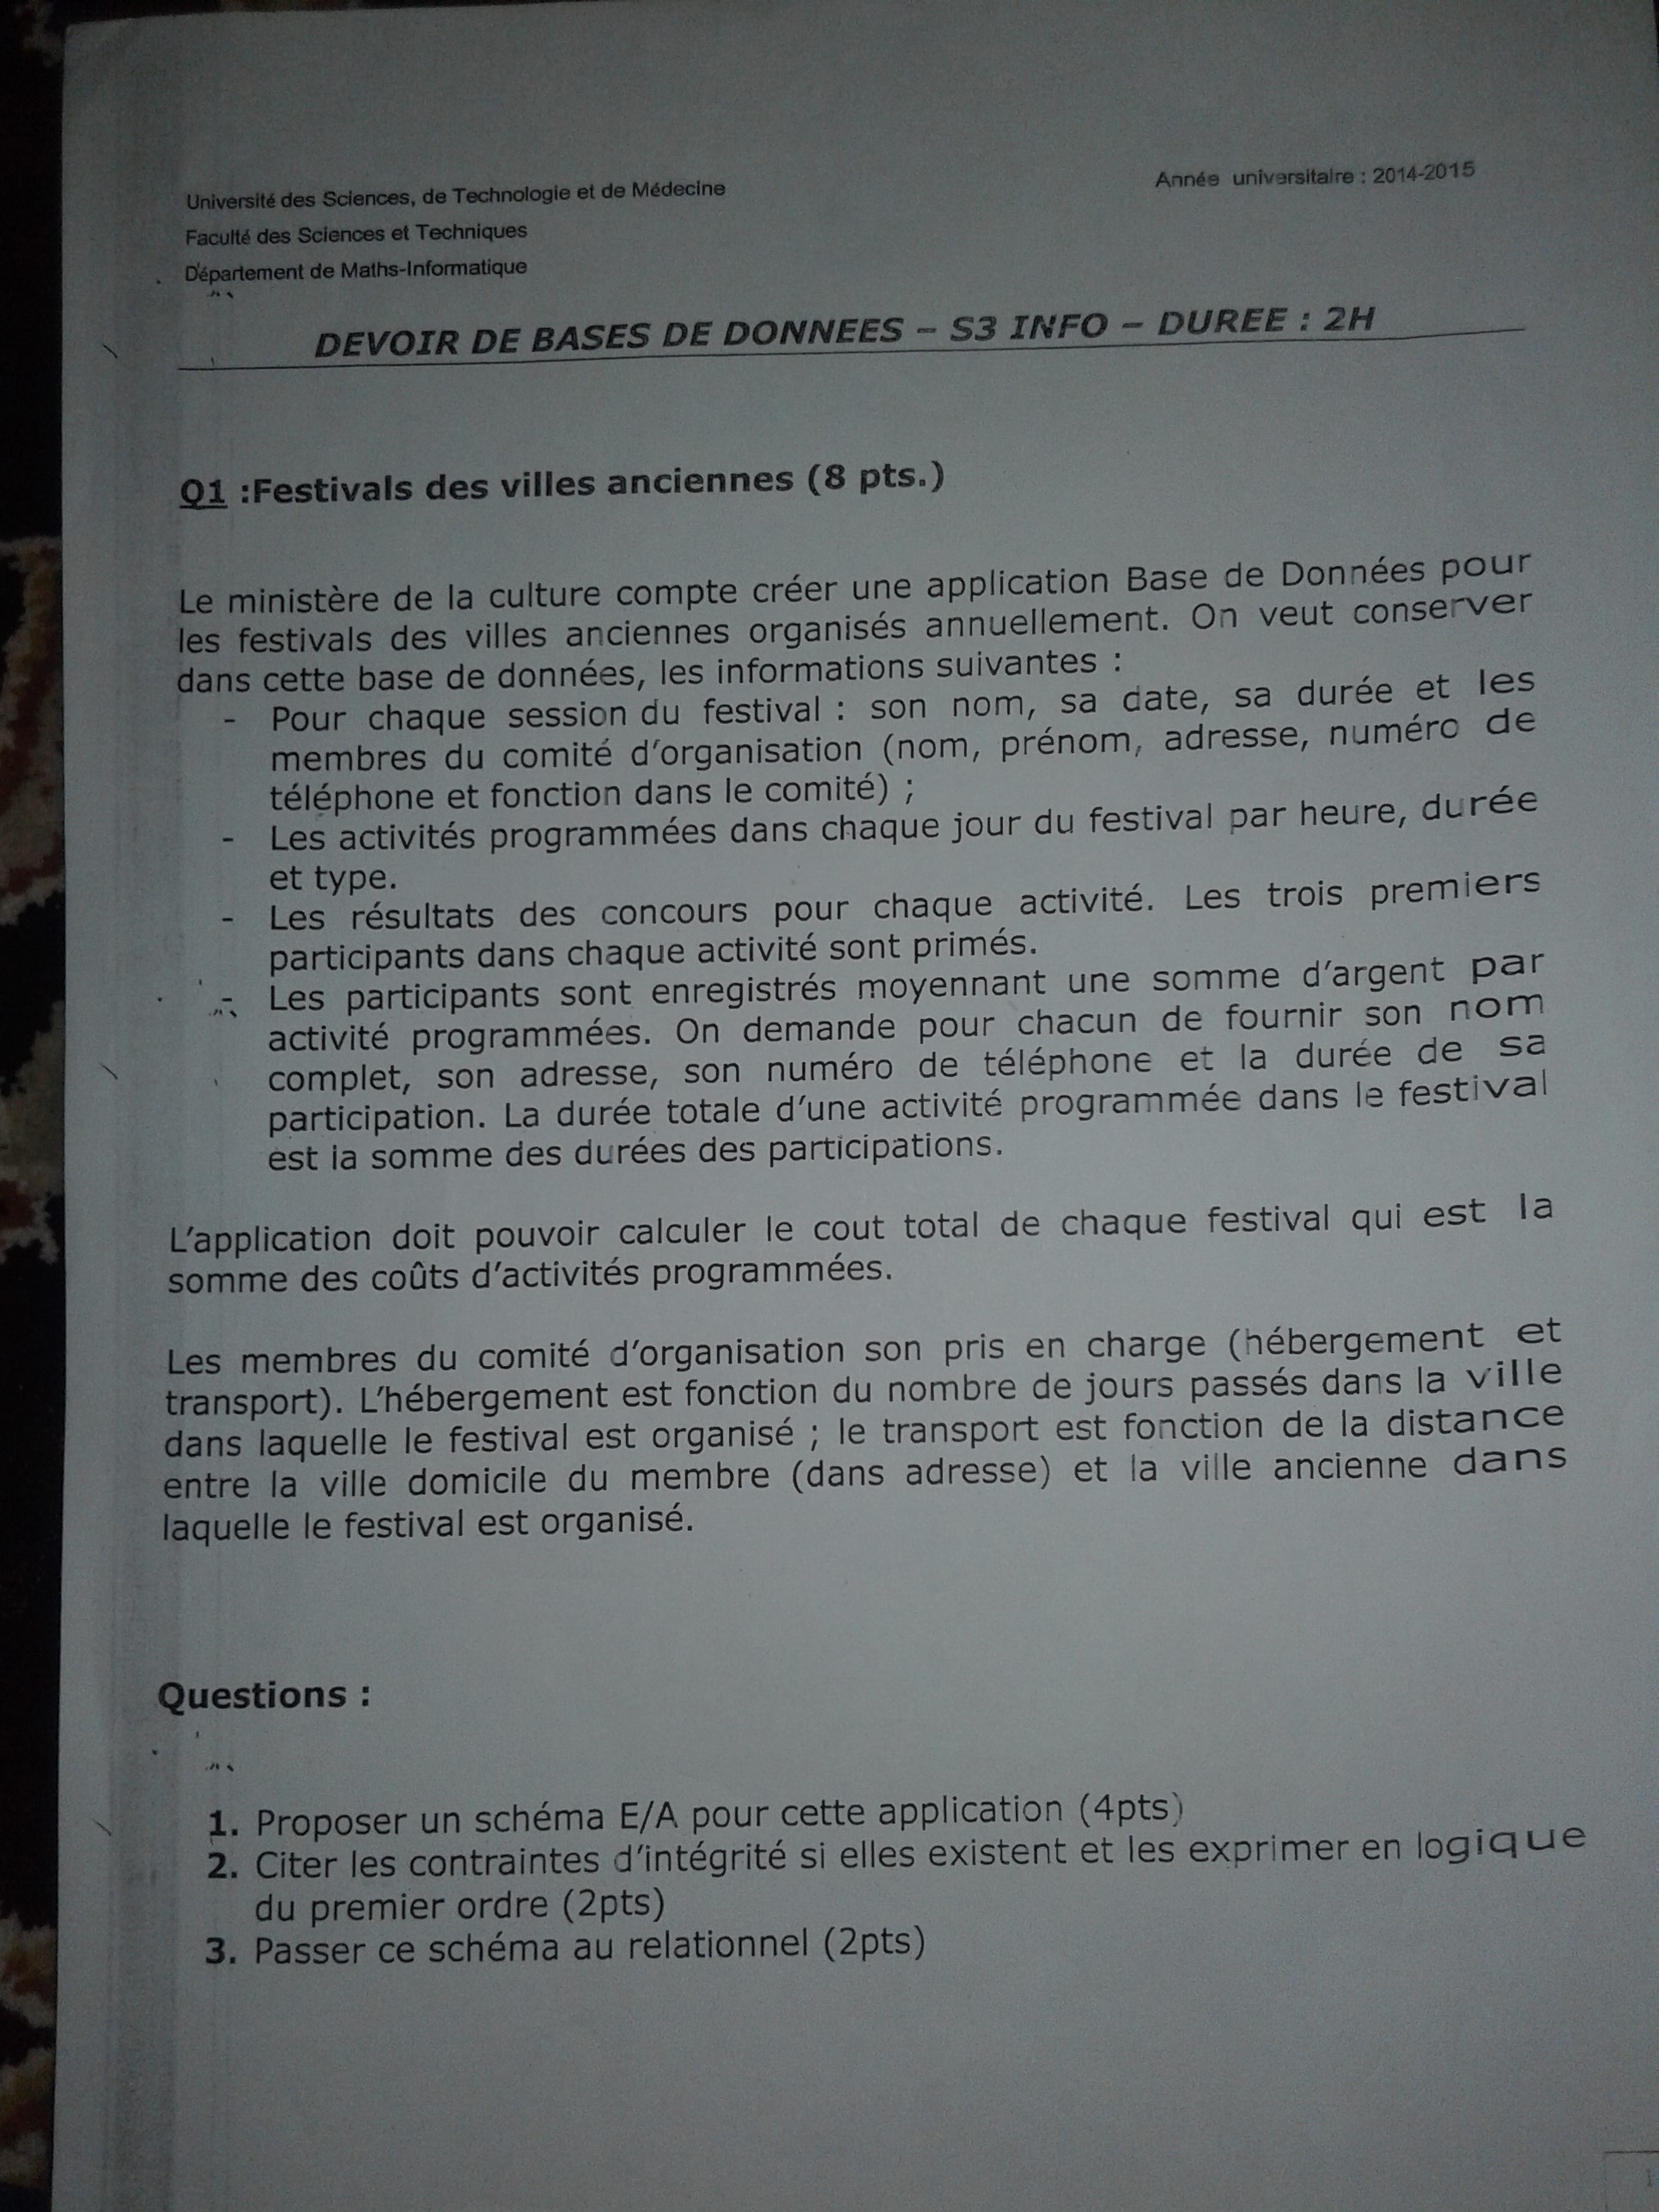 Université des Sciences, de Technologie et de Médecine
Année universitaire : 2014-2015
Faculté des Sciences et Techniques
Département de Maths-Informatique
DEVOIR DE BASES DE DONNEES – S3 INFO – DUREE : 2H
Q1 :Festivals des villes anciennes (8 pts.)
Le ministère de la culture compte créer une application Base de Données pour
les festivals des villes anciennes organisés annuellement. On veut conserver
dans cette base de données, les informations suivantes :
- Pour chaque session du festival : son nom, sa date, sa durée et les
membres du comité d'organisation (nom, prénom, adresse, numéro de
téléphone et fonction dans le comité) ;
- Les activités programmées dans chaque jour du festival par heure, durée
et type.
- Les résultats des concours pour chaque activité. Les trois premiers
participants dans chaque activité sont primés.
- Les participants sont enregistrés moyennant une somme d'argent par
activité programmées. On demande pour chacun de fournir son nom
complet, son adresse, son numéro de téléphone et la durée de sa
participation. La durée totale d'une activité programmée dans le festival
est la somme des durées des participations.
L'application doit pouvoir calculer le cout total de chaque festival qui est la
somme des coûts d'activités programmées.
Les membres du comité d'organisation son pris en charge (hébergement et
transport). L'hébergement est fonction du nombre de jours passés dans la ville
dans laquelle le festival est organisé ; le transport est fonction de la distance
entre la ville domicile du membre (dans adresse) et la ville ancienne dans
laquelle le festival est organisé.
Questions :
1. Proposer un schéma E/A pour cette application (4pts)
2. Citer les contraintes d'intégrité si elles existent et les exprimer en logique
du premier ordre (2pts)
3. Passer ce schéma au relationnel (2pts)